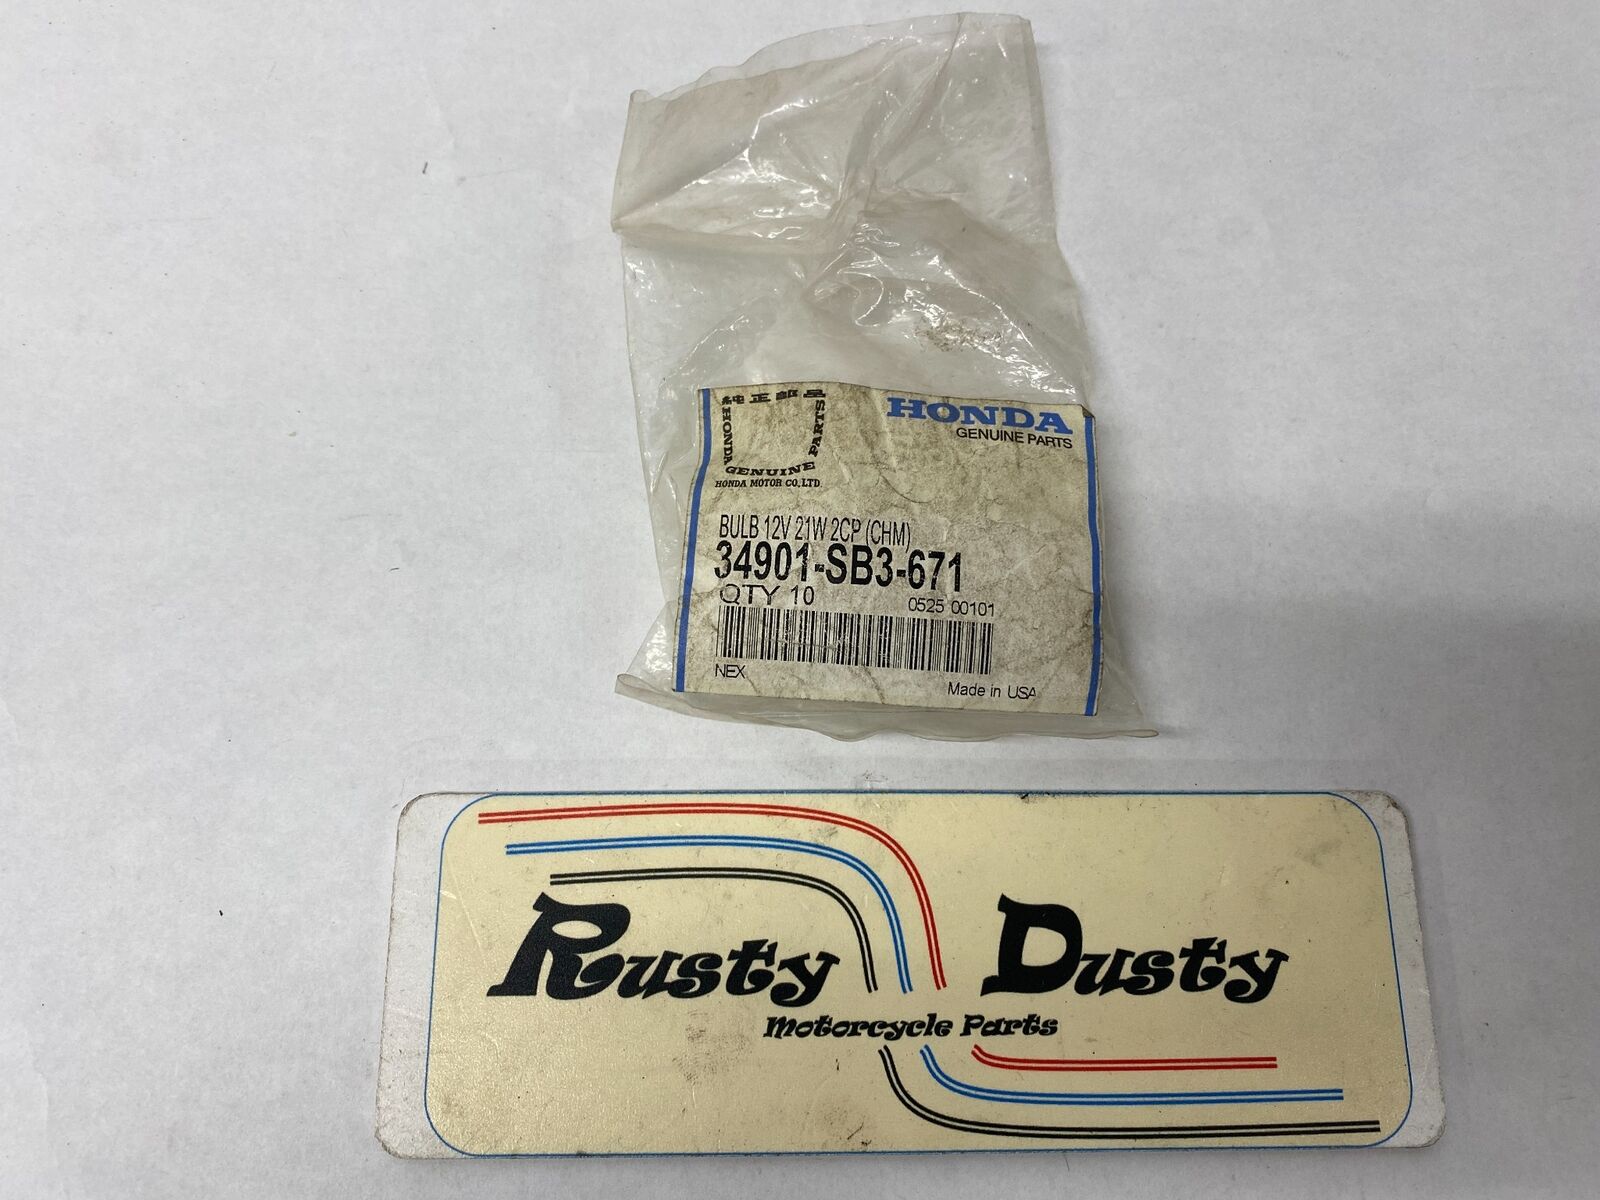 純正部品
HONDA GENUINE PARTS
HONDA MOTOR CO.,LTD.
HONDA
GENUINE PARTS
BULB 12V 21W 2CP (CHM)
34901-SB3-671
QTY 10
0525 00101
NEX
Made in USA
Rusty Dusty
Motorcycle Parts